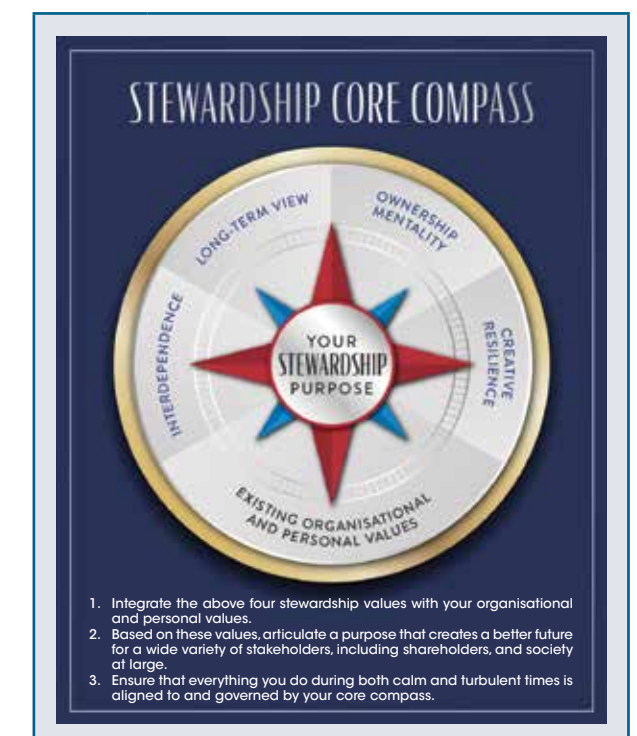 STEWARDSHIP CORE COMPASS
LONG-TERM VIEW
OWNERSHIP
MENTALITY
INTERDEPENDENCE
CREATIVE
RESILIENCE
YOUR
STEWARDSHIP
PURPOSE
EXISTING ORGANISATIONAL
AND PERSONAL VALUES
1. Integrate the above four stewardship values with your organisational
and personal values.
2. Based on these values, articulate a purpose that creates a better future
for a wide variety of stakeholders, including shareholders, and society
at large.
3. Ensure that everything you do during both calm and turbulent times is
aligned to and governed by your core compass.